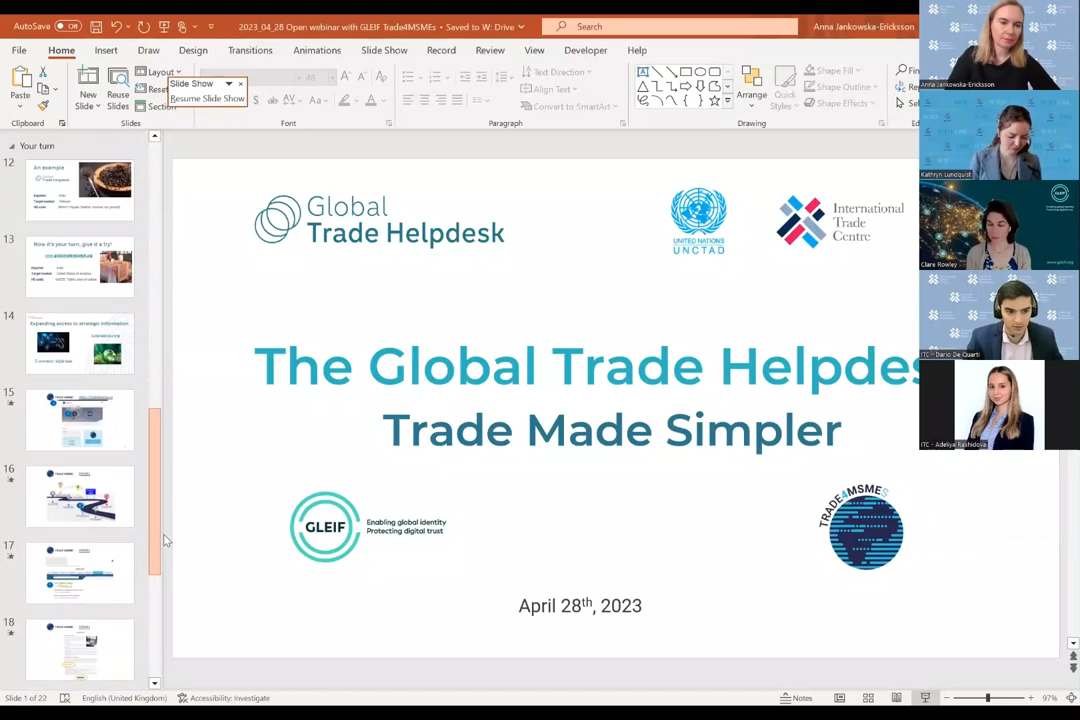 AutoSave Off
2023_04_28 Open webinar with GLEIF Trade4MSMEs • Saved to W: Drive
Search
Anna Jankowska-Ericksson
File Home Insert Draw Design Transitions Animations Slide Show Record Review View Developer Help
Paste
Clipboard
New Slide
Reuse Slides
Layout
Reset
Section
Slides
Slide Show
Resume Slide Show
48
Font
Text Direction
Align Text
Convert to SmartArt
Paragraph
Arrange
Quick Styles
Shape Fill
Shape Outline
Shape Effects
Drawing
Your turn
12
An example
13
Now it's your turn, give it a try!
14
Expanding access to strategic information
15
16
17
18
Global
Trade Helpdesk
UNITED NATIONS
UNCTAD
International
Trade
Centre
The Global Trade Helpdes
Trade Made Simpler
GLEIF
Enabling global identity
Protecting digital trust
TRADE4MSMES
April 28th, 2023
Anna Jankowska-Ericksson
Kathryn Lundquist
GLEIF
Clare Rowley
www.gleif.org
ITC - Dario De Quarti
ITC - Adeliya Rashidova
Slide 1 of 22
English (United Kingdom)
Accessibility: Investigate
Notes
97%